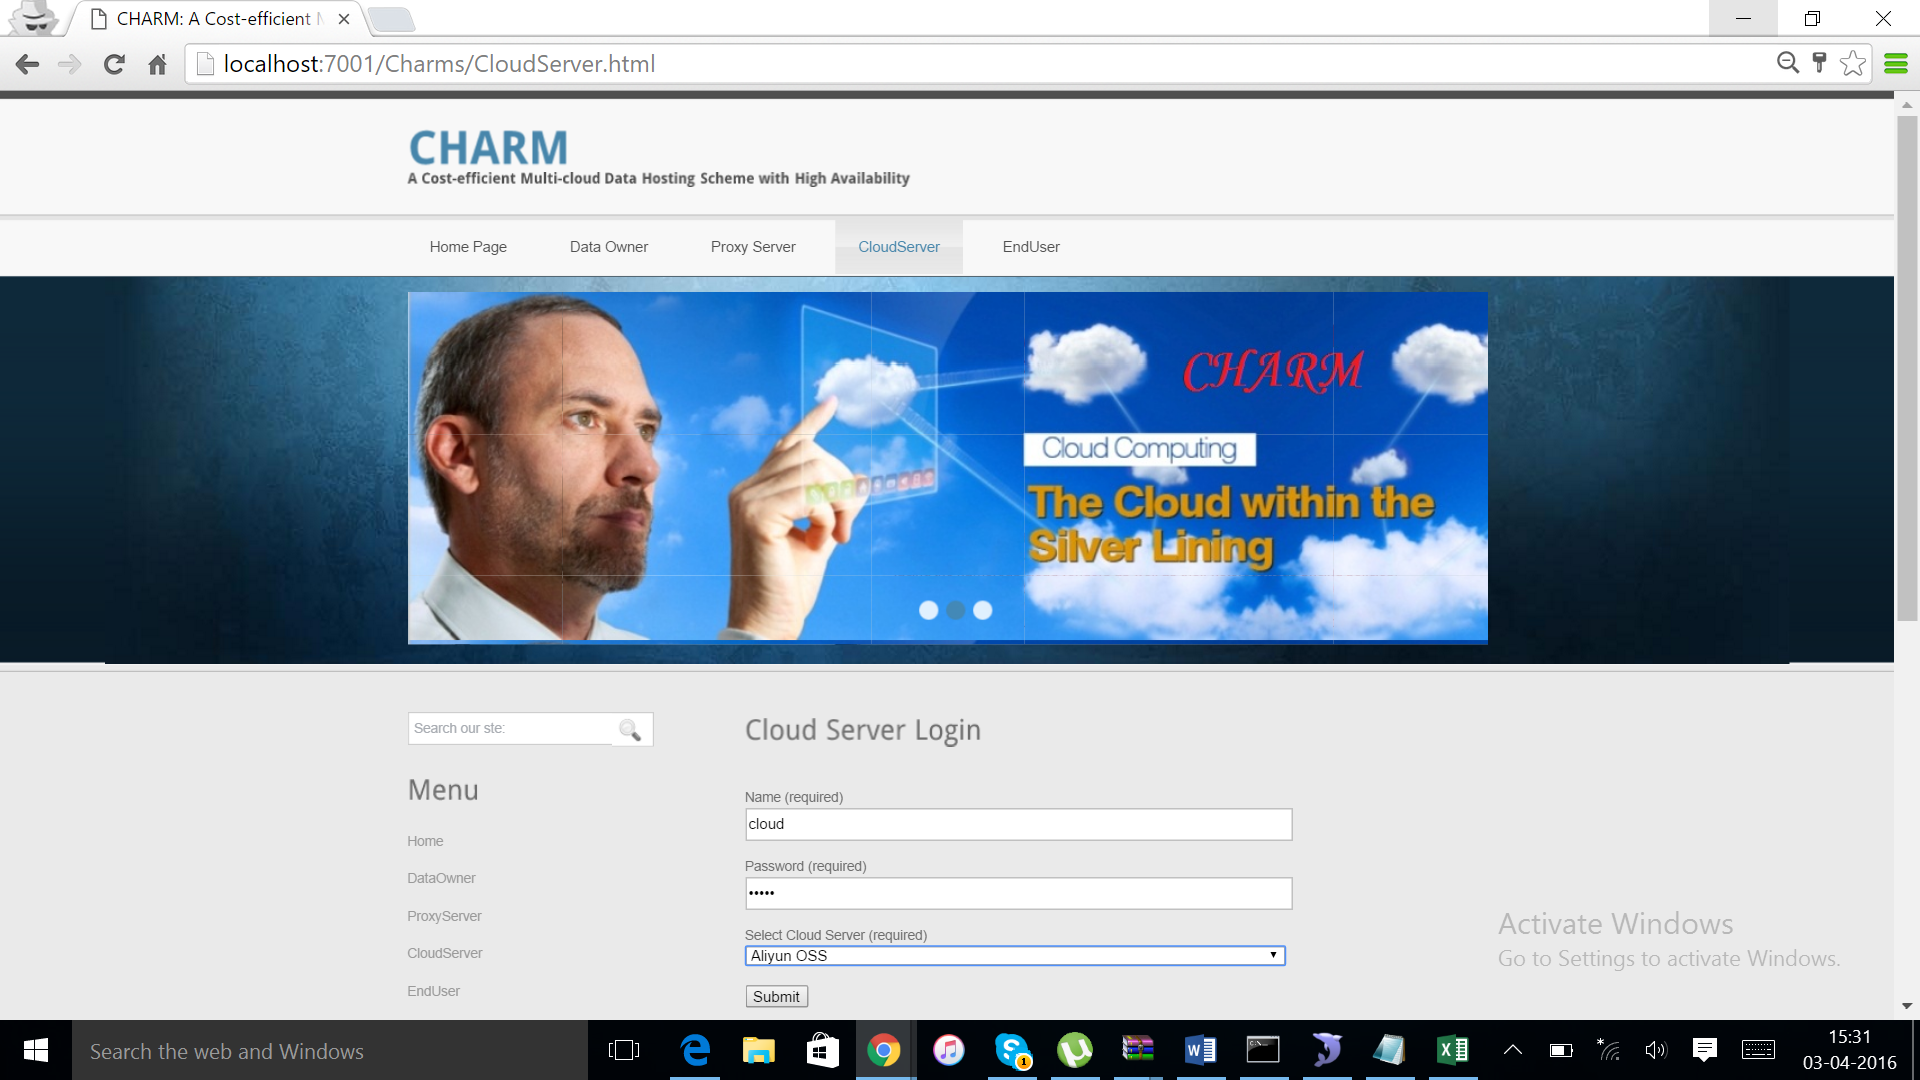 CHARM: A Cost-efficient M
localhost:7001/Charms/CloudServer.html
CHARM
A Cost-efficient Multi-cloud Data Hosting Scheme with High Availability
Home Page
Data Owner
Proxy Server
CloudServer
EndUser
CHARM
Cloud Computing
The Cloud within the
Silver Lining
Search our ste:
Menu
Home
DataOwner
ProxyServer
CloudServer
EndUser
Cloud Server Login
Name (required)
cloud
Password (required)
•••••
Select Cloud Server (required)
Aliyun OSS
Submit
Activate Windows
Go to Settings to activate Windows.
Search the web and Windows
1
15:31
03-04-2016